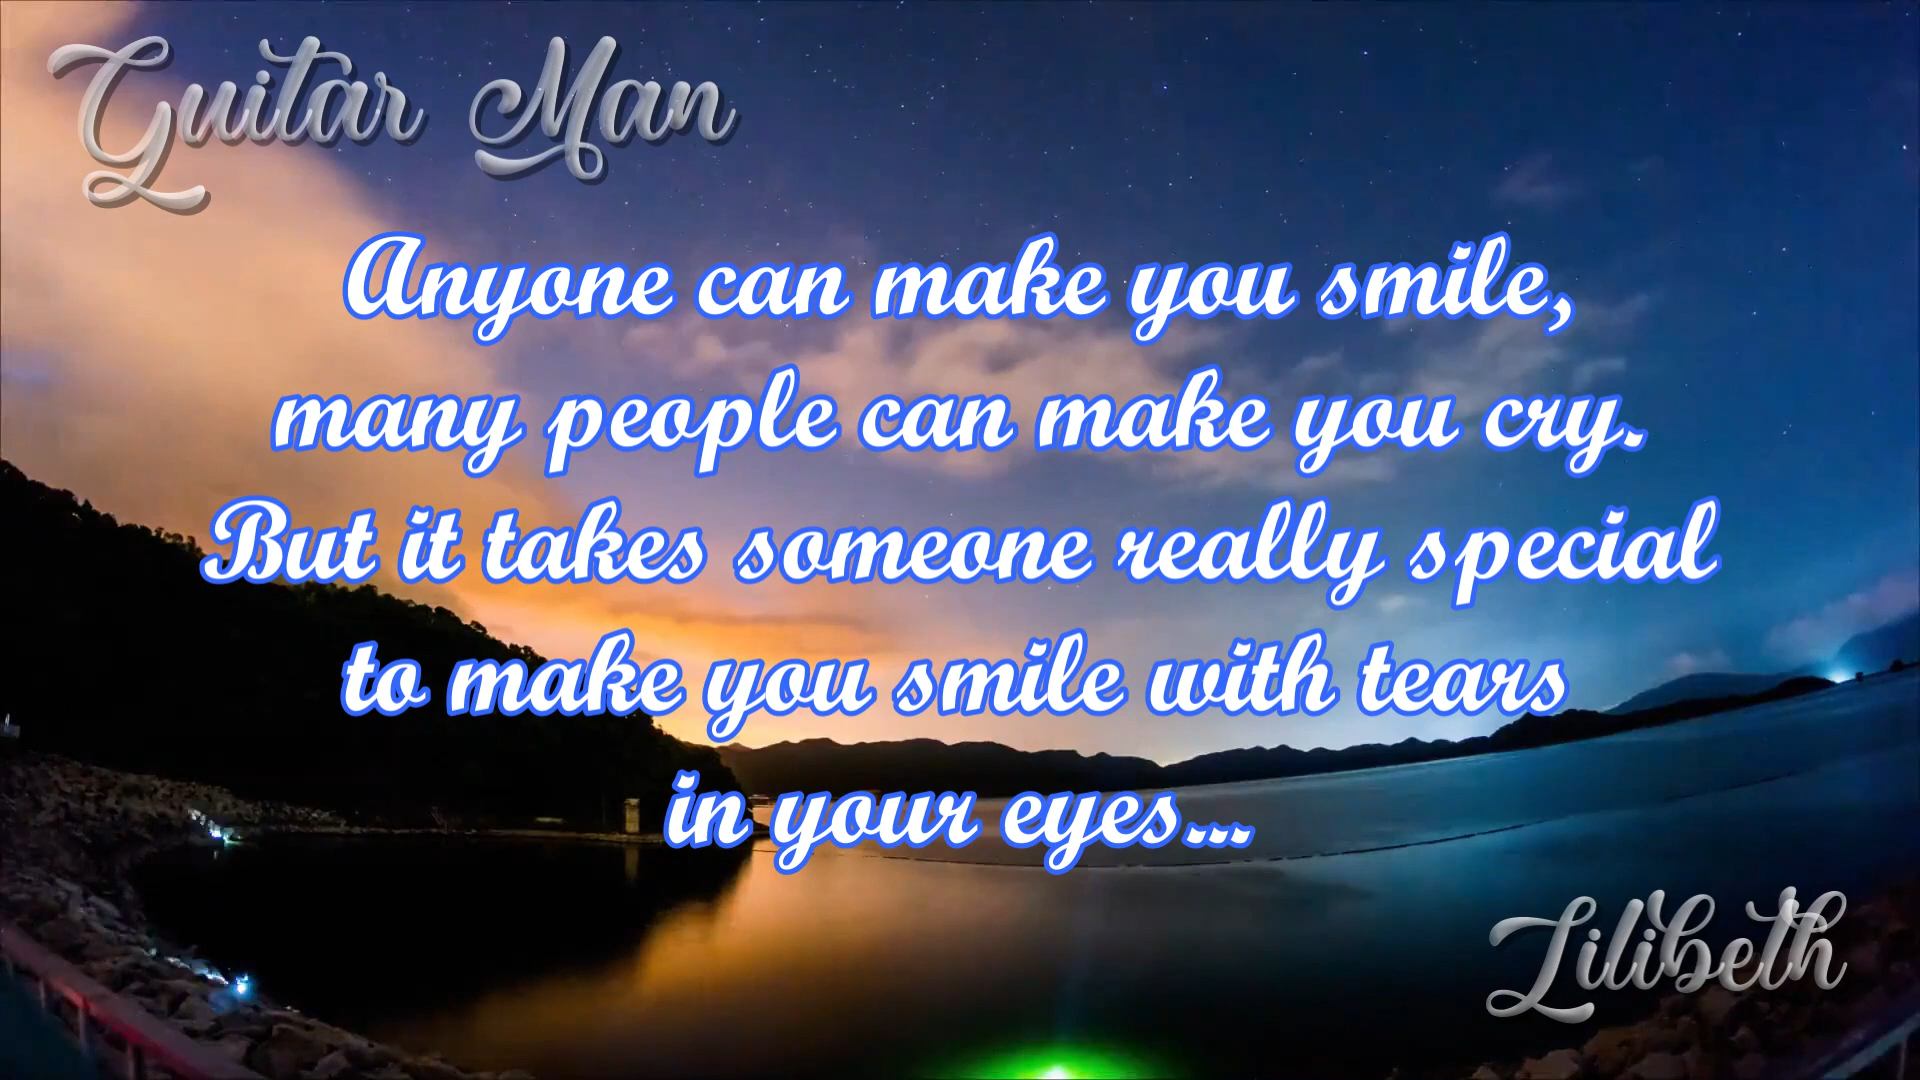 Guitar Man
Anyone can make you smile,
many people can make you cry.
But it takes someone really special
to make you smile with tears
in your eyes...
Lilibeth